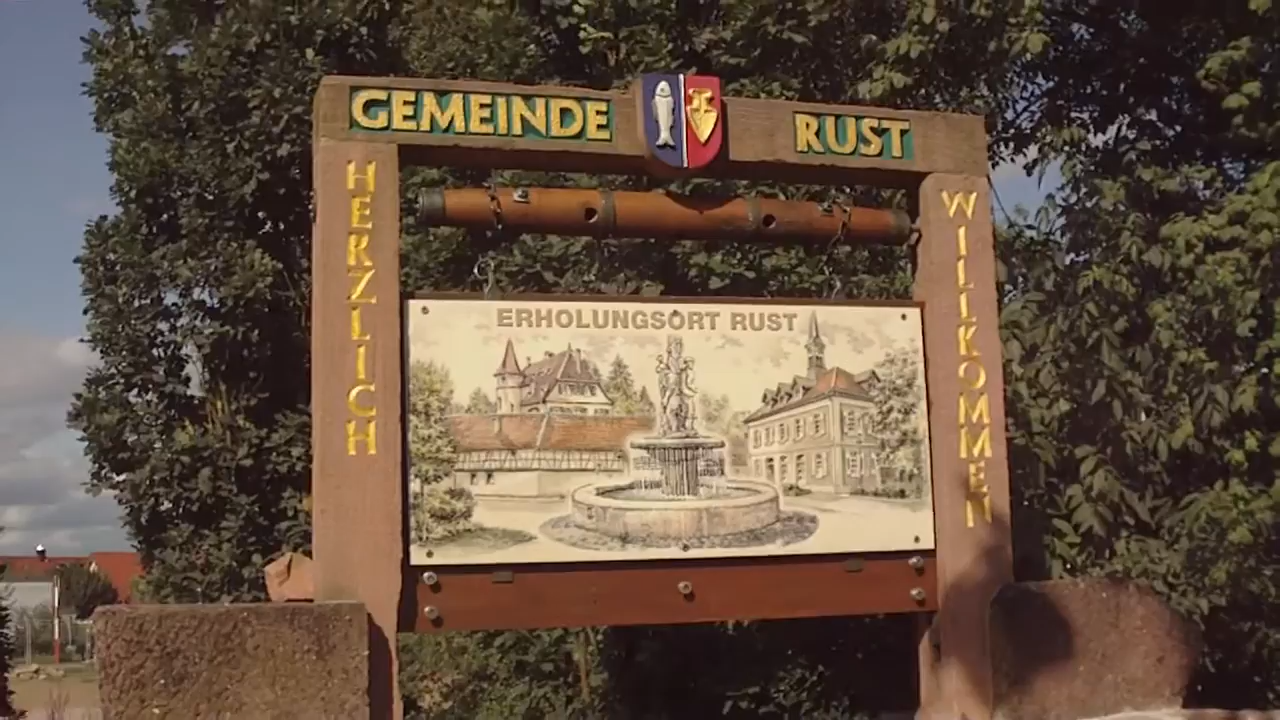 GEMEINDE RUST
HERZLICH
WILLKOMMEN
ERHOLUNGSORT RUST